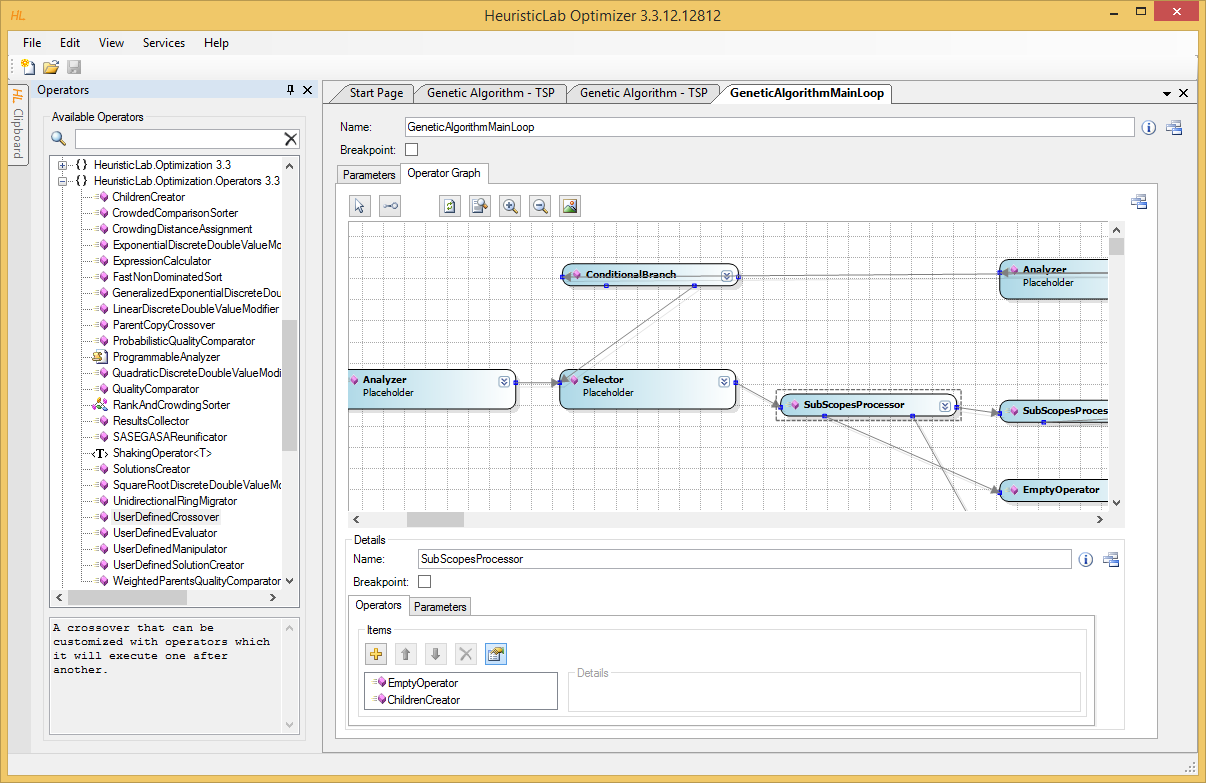 HL
HeuristicLab Optimizer 3.3.12.12812
File Edit View Services Help
HL Clipboard
Operators
Available Operators
HeuristicLab.Optimization 3.3
HeuristicLab.Optimization.Operators 3.3
ChildrenCreator
CrowdedComparisonSorter
CrowdingDistanceAssignment
ExponentialDiscreteDoubleValueMo
ExpressionCalculator
FastNonDominatedSort
GeneralizedExponentialDiscreteDou
LinearDiscreteDoubleValueModifier
ParentCopyCrossover
ProbabilisticQualityComparator
ProgrammableAnalyzer
QuadraticDiscreteDoubleValueModi
QualityComparator
RankAndCrowdingSorter
ResultsCollector
SASEGASAReunificator
ShakingOperator<T>
SolutionsCreator
SquareRootDiscreteDoubleValueMo
UnidirectionalRingMigrator
UserDefinedCrossover
UserDefinedEvaluator
UserDefinedManipulator
UserDefinedSolutionCreator
WeightedParentsQualityComparator
A crossover that can be
customized with operators which
it will execute one after
another.
Start Page Genetic Algorithm - TSP Genetic Algorithm - TSP GeneticAlgorithmMainLoop
Name: GeneticAlgorithmMainLoop
Breakpoint:
Parameters Operator Graph
ConditionalBranch
Analyzer
Placeholder
Analyzer
Placeholder
Selector
Placeholder
SubScopesProcessor
SubScopesProces
EmptyOperator
Details
Name: SubScopesProcessor
Breakpoint:
Operators Parameters
Items
EmptyOperator
ChildrenCreator
Details